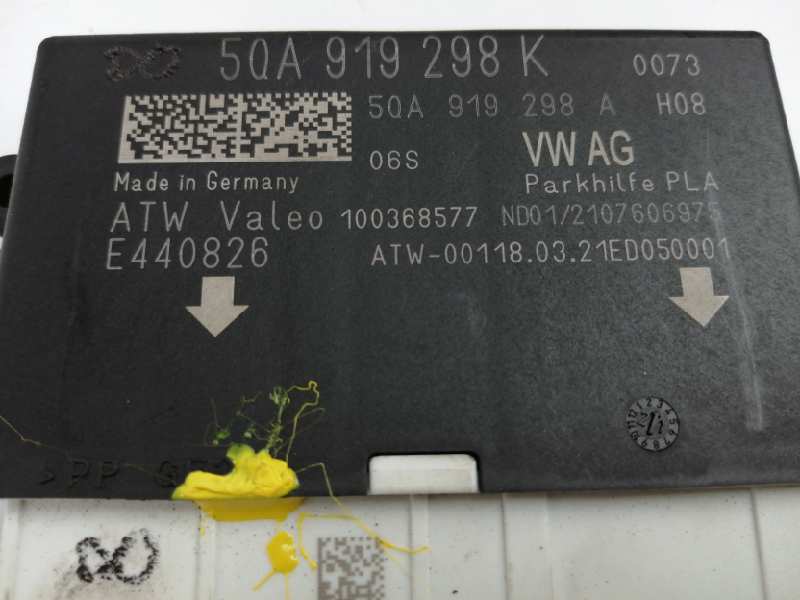 5QA 919 298 K 0073
5QA 919 298 A H08
06S VW AG
Made in Germany Parkhilfe PLA
ATW Valeo 100368577 ND01/2107606975
E440826 ATW-00118.03.21ED050001